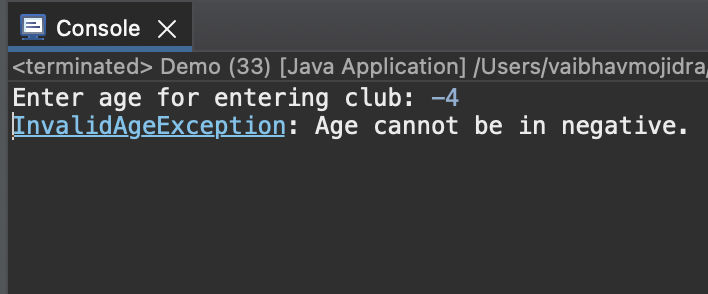 Console
<terminated> Demo (33) [Java Application] /Users/vaibhavmojidra/
Enter age for entering club: -4
InvalidAgeException: Age cannot be in negative.